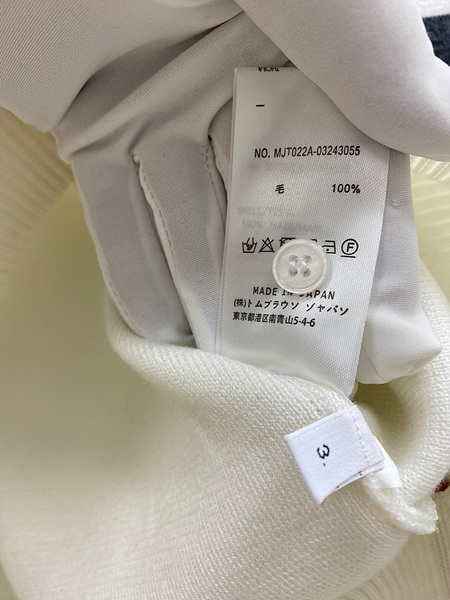 NO. MJT022A-03243055
毛 100%
MADE IN JAPAN
(株)トムブラウン ジャパン
東京都港区南青山5-4-6
3.